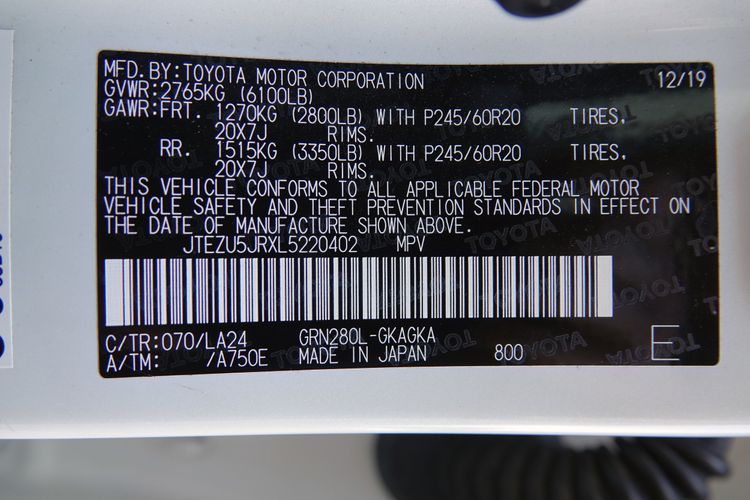 MFD.BY:TOYOTA MOTOR CORPORATION 12/19
GVWR:2765KG (6100LB)
GAWR:FRT. 1270KG (2800LB) WITH P245/60R20 TIRES,
20X7J RIMS.
RR. 1515KG (3350LB) WITH P245/60R20 TIRES,
20X7J RIMS.
THIS VEHICLE CONFORMS TO ALL APPLICABLE FEDERAL MOTOR
VEHICLE SAFETY AND THEFT PREVENTION STANDARDS IN EFFECT ON
THE DATE OF MANUFACTURE SHOWN ABOVE.
JTEZU5JRXL5220402 MPV
C/TR:070/LA24 GRN280L-GKAGKA
A/TM: /A750E MADE IN JAPAN 800 E